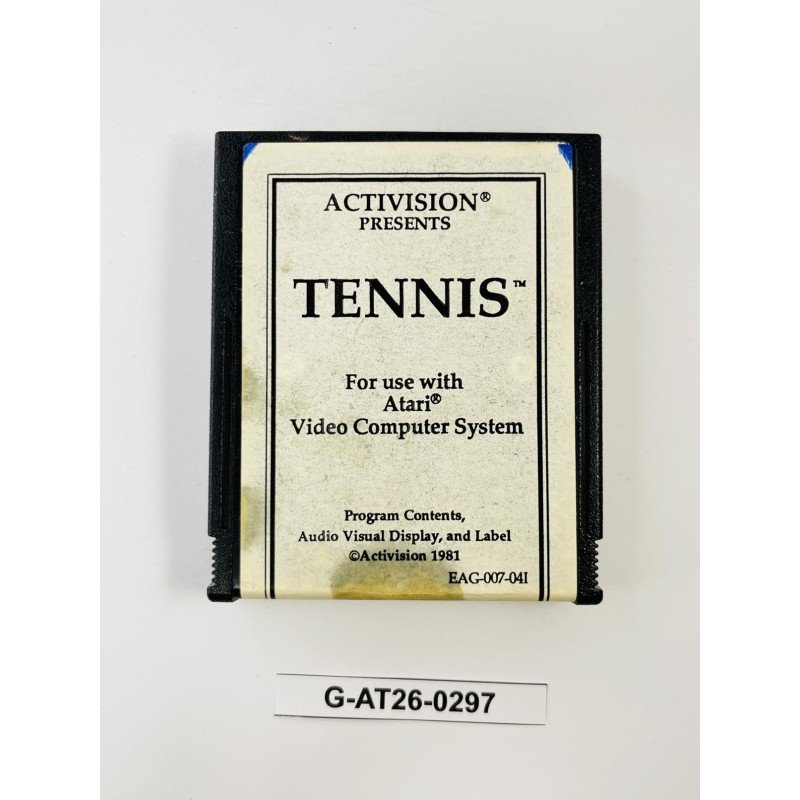 ACTIVISION®
PRESENTS
TENNIS™
For use with
Atari®
Video Computer System
Program Contents,
Audio Visual Display, and Label
©Activision 1981
EAG-007-04I
G-AT26-0297